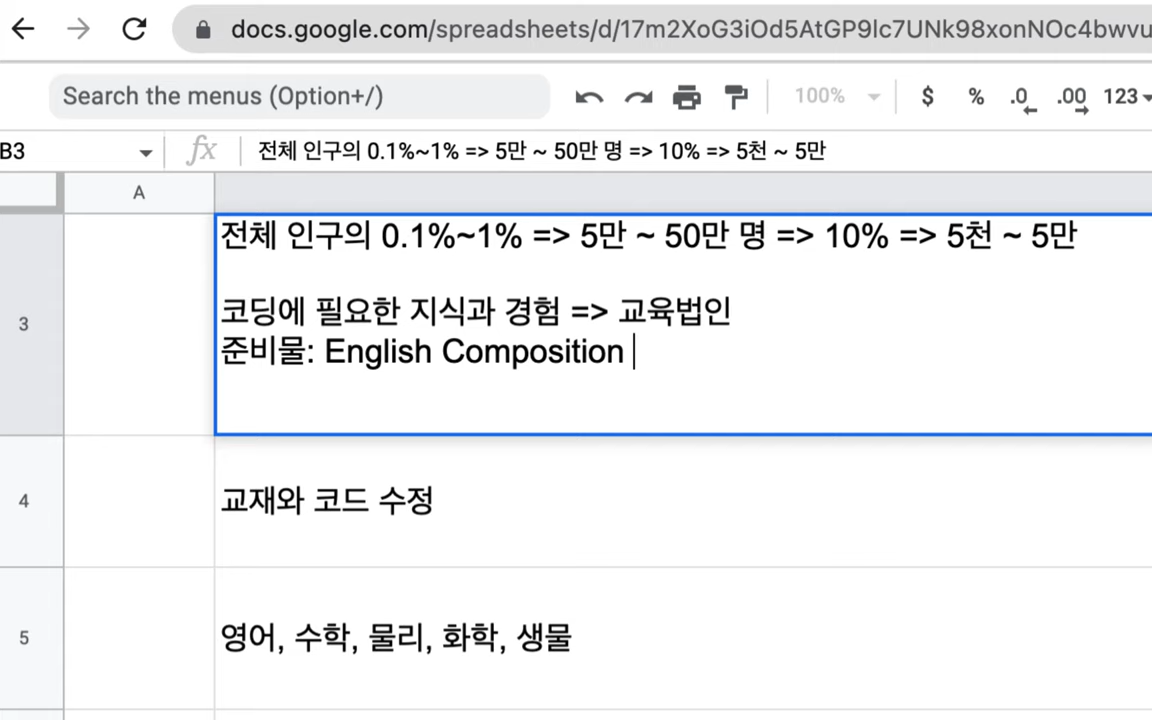 docs.google.com/spreadsheets/d/17m2XoG3iOd5AtGP9lc7UNk98xonNOc4bwvu
Search the menus (Option+/)
100%
$ % .0 .00 123
B3
fx
전체 인구의 0.1%~1% => 5만 ~ 50만 명 => 10% => 5천 ~ 5만
A
3
전체 인구의 0.1%~1% => 5만 ~ 50만 명 => 10% => 5천 ~ 5만
코딩에 필요한 지식과 경험 => 교육법인
준비물: English Composition
4
교재와 코드 수정
5
영어, 수학, 물리, 화학, 생물